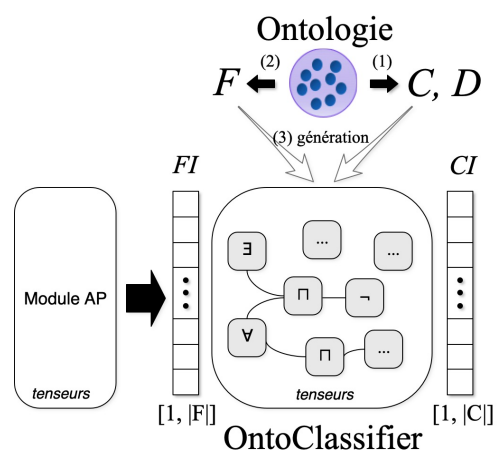 Ontologie
(2)
(1)
F
C, D
(3) génération
FI
CI
Module AP
tenseurs
∃
...
...
⊓
¬
∀
⊓
...
tenseurs
[1, |F|]
[1, |C|]
OntoClassifier